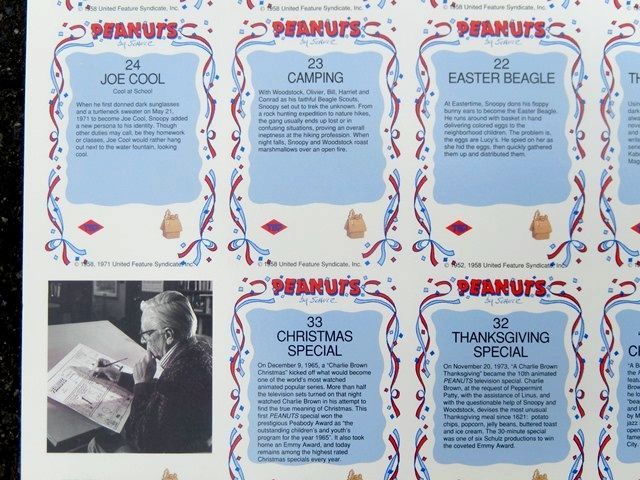 © 1958 United Feature Syndicate, Inc.
© 1958 United Feature Syndicate, Inc.
PEANUTS
by SCHULZ
24
JOE COOL
Cool at School
When he first donned dark sunglasses
and a turtleneck sweater on May 21,
1971 to become Joe Cool, Snoopy added
a new persona to his identity. Though
other duties may call, be they homework
or classes, Joe Cool would rather hang
out next to the water fountain, looking
cool.
© 1958, 1971 United Feature Syndicate, Inc.
PEANUTS
by SCHULZ
23
CAMPING
With Woodstock, Olivier, Bill, Harriet and
Conrad as his faithful Beagle Scouts,
Snoopy set out to trek the unknown. From
a rock hunting expedition to nature hikes,
the gang usually ends up lost or in
confusing situations, proving an overall
ineptness at the hiking profession. When
night falls, Snoopy and Woodstock roast
marshmallows over an open fire.
© 1958 United Feature Syndicate, Inc.
PEANUTS
by SCHULZ
22
EASTER BEAGLE
At Eastertime, Snoopy dons his floppy
bunny ears to become the Easter Beagle.
He runs around with basket in hand
delivering colored eggs to the
neighborhood children. The problem is,
the eggs are Lucy's. He spied on her as
she hid the eggs, then quickly gathered
them up and distributed them.
© 1952, 1958 United Feature Syndicate, Inc.
PEANUTS
by SCHULZ
33
CHRISTMAS
SPECIAL
On December 9, 1965, a "Charlie Brown
Christmas" kicked off what would become
one of the world's most watched
animated popular series. More than half
the television sets turned on that night
watched Charlie Brown in his attempt to
find the true meaning of Christmas. This
first PEANUTS special won the
prestigious Peabody Award as "the
outstanding children's and youth's
program for the year 1965". It also took
home an Emmy Award, and today
remains among the highest rated
Christmas specials every year.
PEANUTS
by SCHULZ
32
THANKSGIVING
SPECIAL
On November 20, 1973, "A Charlie Brown
Thanksgiving" became the 10th animated
PEANUTS television special. Charlie
Brown, at the request of Peppermint
Patty, with the assistance of Linus, and
with the questionable help of Snoopy and
Woodstock, devises the most unusual
Thanksgiving meal since 1621: potato
chips, popcorn, jelly beans, buttered toast
and ice cream. The 30-minute special
was one of six Schulz productions to win
the coveted Emmy Award.